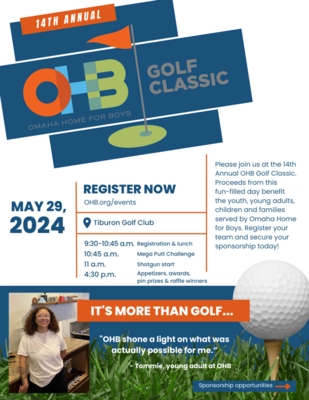 14TH ANNUAL
OHB
OMAHA HOME FOR BOYS
GOLF
CLASSIC
MAY 29,
2024
REGISTER NOW
OHB.org/events
Tiburon Golf Club
9:30-10:45 a.m. Registration & lunch
10:45 a.m. Mega Putt Challenge
11 a.m. Shotgun start
4:30 p.m. Appetizers, awards,
pin prizes & raffle winners
Please join us at the 14th
Annual OHB Golf Classic.
Proceeds from this
fun-filled day benefit
the youth, young adults,
children and families
served by Omaha Home
for Boys. Register your
team and secure your
sponsorship today!
IT'S MORE THAN GOLF...
"OHB shone a light on what was
actually possible for me."
- Tommie, young adult at OHB
Sponsorship opportunities